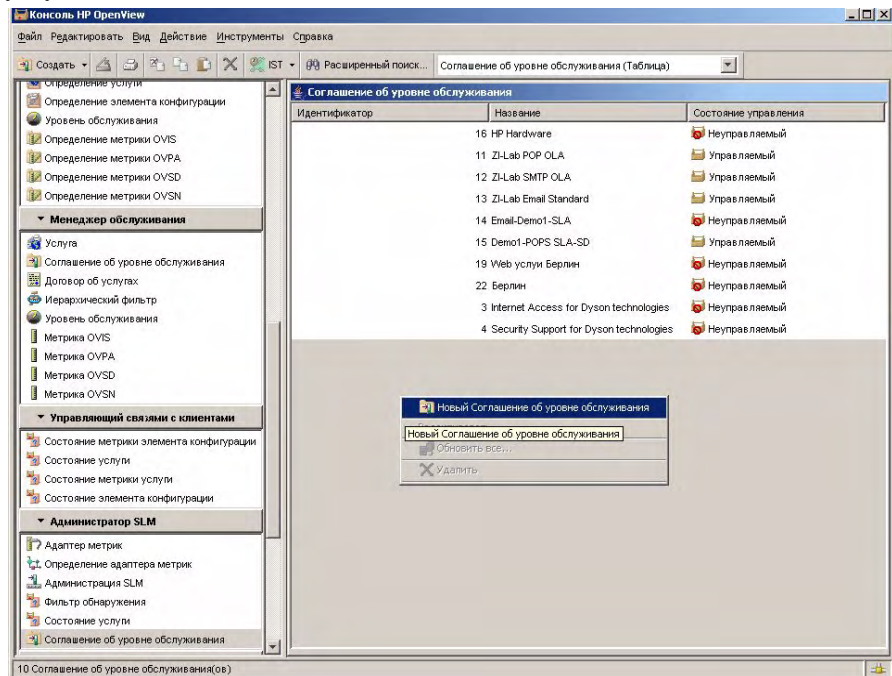 Консоль HP OpenView
Файл Редактировать Вид Действие Инструменты Справка
Создать IST Расширенный поиск... Соглашение об уровне обслуживания (Таблица)
Определение услуги
Определение элемента конфигурации
Уровень обслуживания
Определение метрики OVIS
Определение метрики OVPA
Определение метрики OVSD
Определение метрики OVSN
Менеджер обслуживания
Услуга
Соглашение об уровне обслуживания
Договор об услугах
Иерархический фильтр
Уровень обслуживания
Метрика OVIS
Метрика OVPA
Метрика OVSD
Метрика OVSN
Управляющий связями с клиентами
Состояние метрики элемента конфигурации
Состояние услуги
Состояние метрики услуги
Состояние элемента конфигурации
Администратор SLM
Адаптер метрик
Определение адаптера метрик
Администрация SLM
Фильтр обнаружения
Состояние услуги
Соглашение об уровне обслуживания
Соглашение об уровне обслуживания
Идентификатор Название Состояние управления
16 HP Hardware Неуправляемый
11 ZI-Lab POP OLA Управляемый
12 ZI-Lab SMTP OLA Управляемый
13 ZI-Lab Email Standard Управляемый
14 Email-Demo1-SLA Неуправляемый
15 Demo1-POPS SLA-SD Управляемый
19 Web услуи Берлин Неуправляемый
22 Берлин Неуправляемый
3 Internet Access for Dyson technologies Неуправляемый
4 Security Support for Dyson technologies Неуправляемый
Новый Соглашение об уровне обслуживания
Новый Соглашение об уровне обслуживания
Обновить все...
Удалить
10 Соглашение об уровне обслуживания(ов)